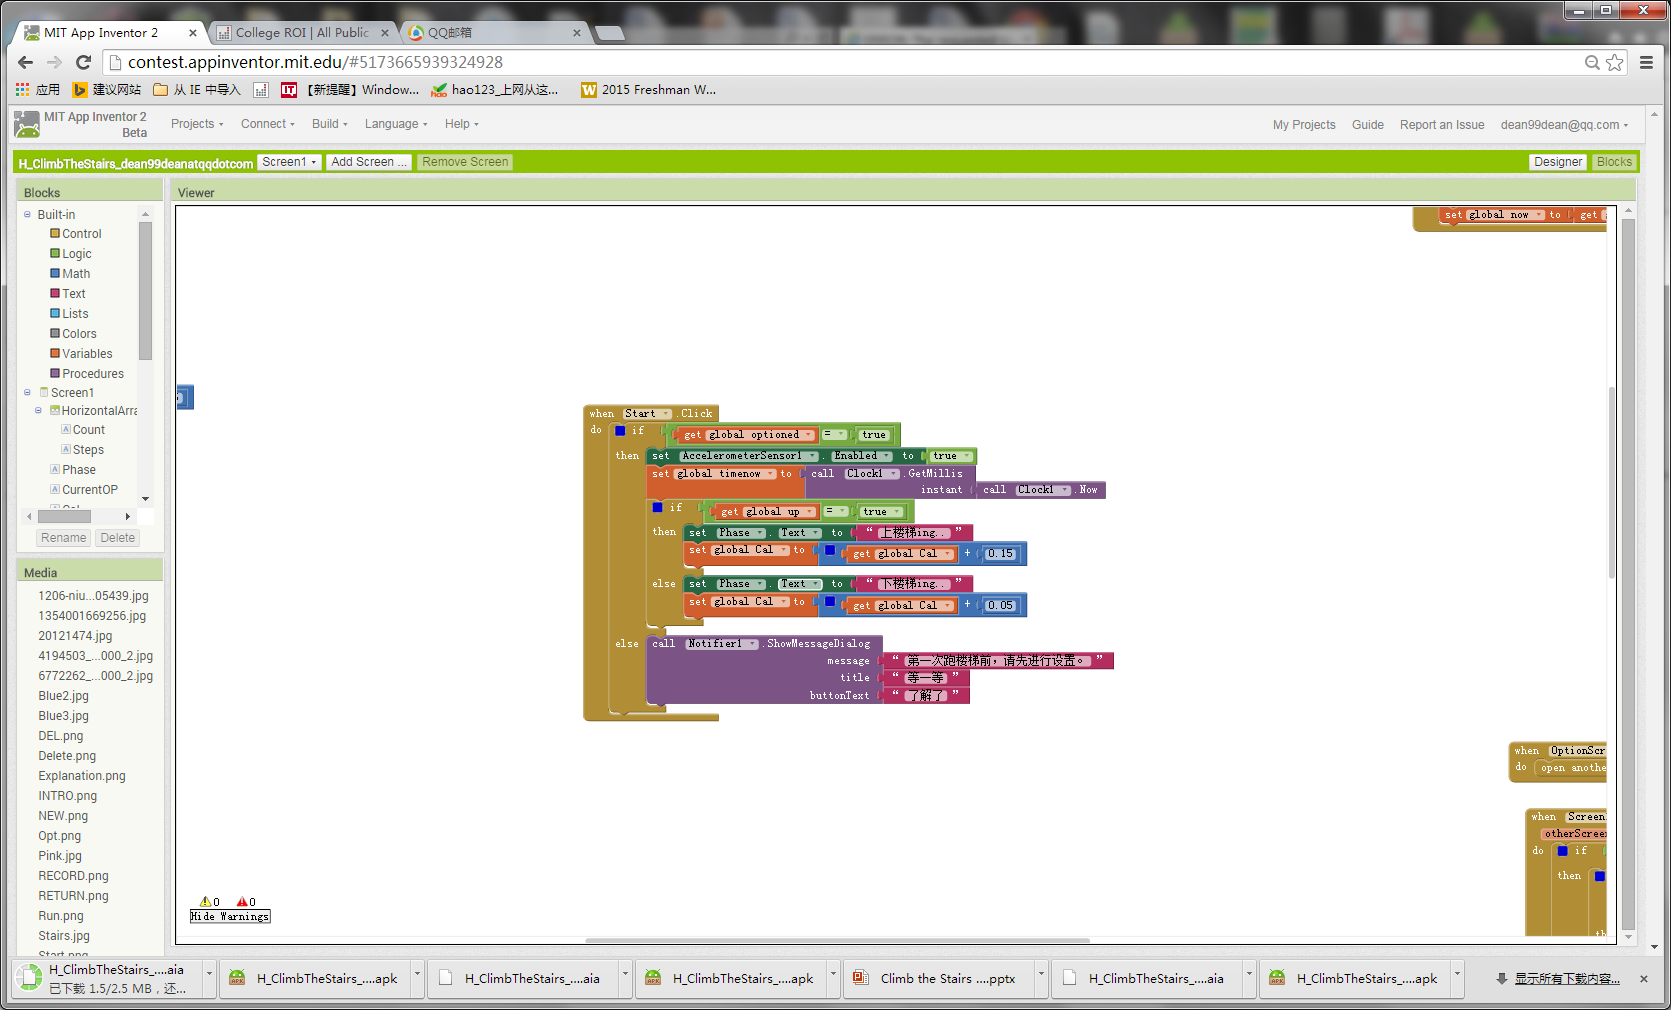 MIT App Inventor 2
College ROI | All Public
QQ邮箱
contest.appinventor.mit.edu/#5173665939324928
应用
建议网站
从 IE 中导入
【新提醒】Window...
hao123_上网从这...
2015 Freshman W...
MIT App Inventor 2
Beta
Projects
Connect
Build
Language
Help
My Projects
Guide
Report an Issue
dean99dean@qq.com
H_ClimbTheStairs_dean99deanatqqdotcom
Screen1
Add Screen ...
Remove Screen
Designer
Blocks
Blocks
Built-in
Control
Logic
Math
Text
Lists
Colors
Variables
Procedures
Screen1
HorizontalArra
Count
Steps
Phase
CurrentOP
Rename
Delete
Media
1206-niu...05439.jpg
1354001669256.jpg
20121474.jpg
4194503_...000_2.jpg
6772262_...000_2.jpg
Blue2.jpg
Blue3.jpg
DEL.png
Delete.png
Explanation.png
INTRO.png
NEW.png
Opt.png
Pink.jpg
RECORD.png
RETURN.png
Run.png
Stairs.jpg
Start.png
Viewer
set global now to get
when Start .Click
do if get global optioned = true
then set AccelerometerSensor1 . Enabled to true
set global timenow to call Clock1 .GetMillis
instant call Clock1 .Now
if get global up = true
then set Phase . Text to “ 上楼梯ing.. ”
set global Cal to get global Cal + 0.15
else set Phase . Text to “ 下楼梯ing.. ”
set global Cal to get global Cal + 0.05
else call Notifier1 .ShowMessageDialog
message “ 第一次跑楼梯前，请先进行设置。 ”
title “ 等一等 ”
buttonText “ 了解了 ”
when OptionScr
do open anothe
when Screen
otherScreen
do if
then
th
0 0
Hide Warnings
H_ClimbTheStairs_....aia
已下载 1.5/2.5 MB，还...
H_ClimbTheStairs_....apk
H_ClimbTheStairs_....aia
H_ClimbTheStairs_....apk
Climb the Stairs ....pptx
H_ClimbTheStairs_....aia
H_ClimbTheStairs_....apk
显示所有下载内容...